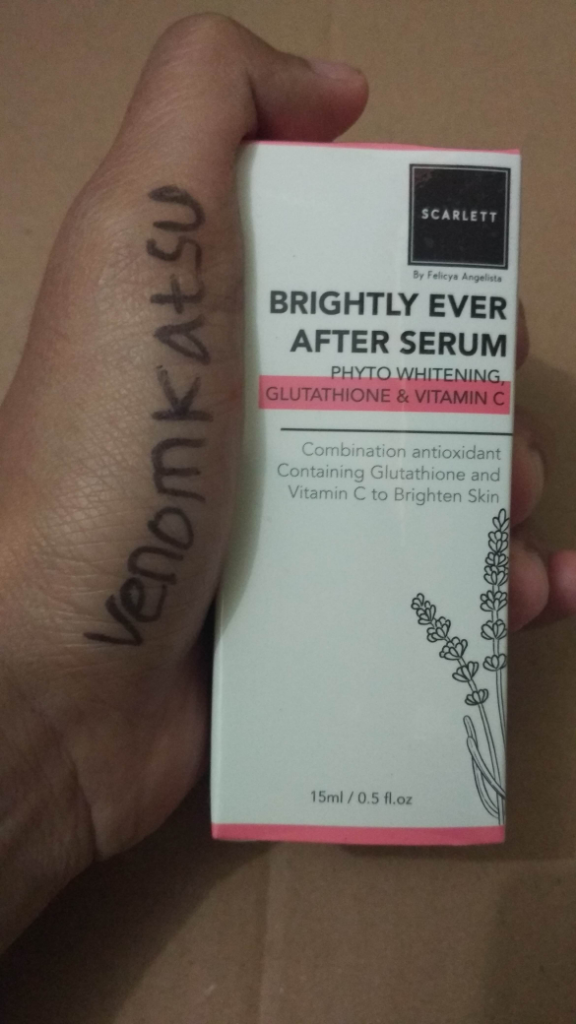 venomkatsu
SCARLETT
By Felicya Angelista
BRIGHTLY EVER
AFTER SERUM
PHYTO WHITENING,
GLUTATHIONE & VITAMIN C
Combination antioxidant
Containing Glutathione and
Vitamin C to Brighten Skin
15ml / 0.5 fl.oz